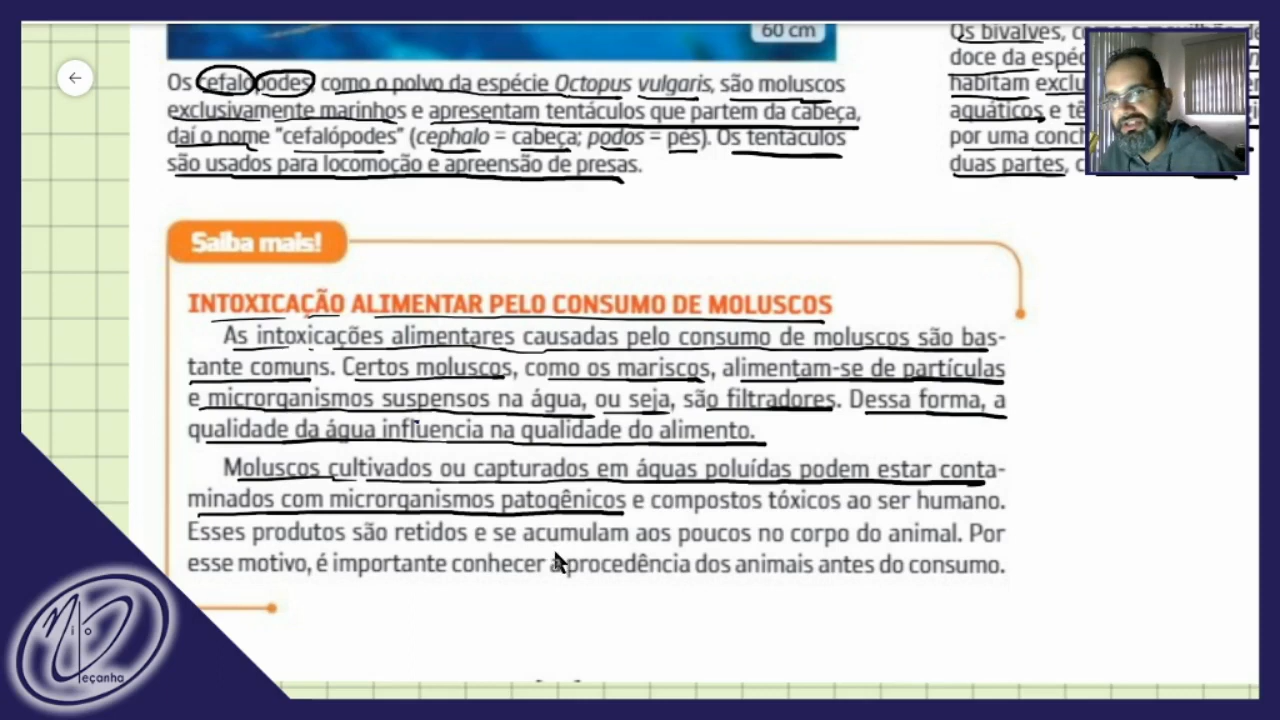 60 cm
Os cefalópodes, como o polvo da espécie Octopus vulgaris, são moluscos
exclusivamente marinhos e apresentam tentáculos que partem da cabeça,
daí o nome "cefalópodes" (cephalo = cabeça; podos = pés). Os tentáculos
são usados para locomoção e apreensão de presas.
Os bivalves,
doce da
habitam
aquáticos, e
por uma
duas partes,
Saiba mais!
INTOXICAÇÃO ALIMENTAR PELO CONSUMO DE MOLUSCOS
As intoxicações alimentares causadas pelo consumo de moluscos são bas-
tante comuns. Certos moluscos, como os mariscos, alimentam-se de partículas
e microrganismos suspensos na água, ou seja, são filtradores. Dessa forma, a
qualidade da água influencia na qualidade do alimento.
Moluscos cultivados ou capturados em águas poluídas podem estar conta-
minados com microrganismos patogênicos e compostos tóxicos ao ser humano.
Esses produtos são retidos e se acumulam aos poucos no corpo do animal. Por
esse motivo, é importante conhecer a procedência dos animais antes do consumo.